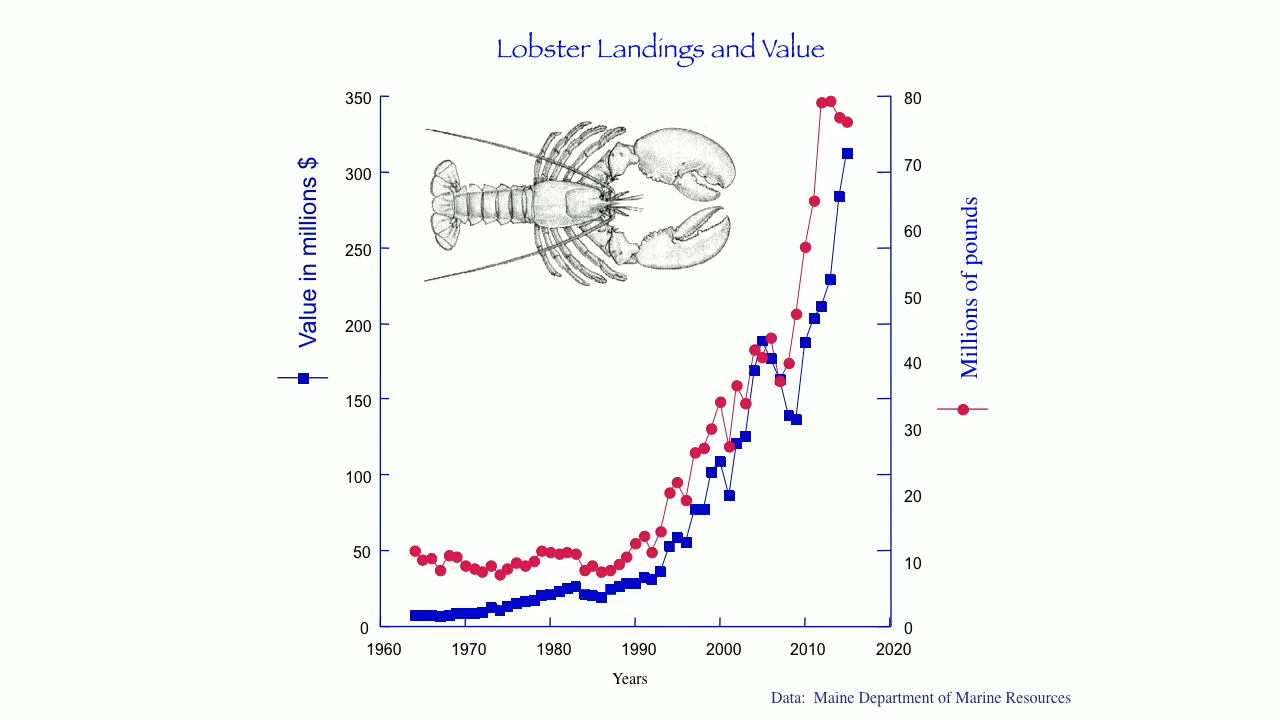 Lobster Landings and Value
Value in millions $
350
300
250
200
150
100
50
0
80
70
60
50
40
30
20
10
0
Millions of pounds
1960 1970 1980 1990 2000 2010 2020
Years
Data: Maine Department of Marine Resources